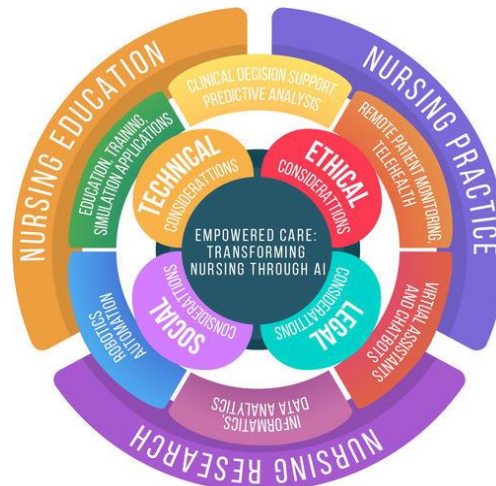 NURSING EDUCATION
NURSING PRACTICE
NURSING RESEARCH
CLINICAL DECISION SUPPORT,
PREDICTIVE ANALYSIS
REMOTE PATIENT MONITORING,
TELEHEALTH
VIRTUAL ASSISTANTS
AND CHATBOTS
INFORMATICS,
DATA ANALYTICS
ROBOTICS
AUTOMATION
EDUCATION, TRAINING,
SIMULATION APPLICATIONS
TECHNICAL
CONSIDERATTIONS
ETHICAL
CONSIDERATTIONS
LEGAL
CONSIDERATTIONS
SOCIAL
CONSIDERATTIONS
EMPOWERED CARE:
TRANSFORMING
NURSING THROUGH AI